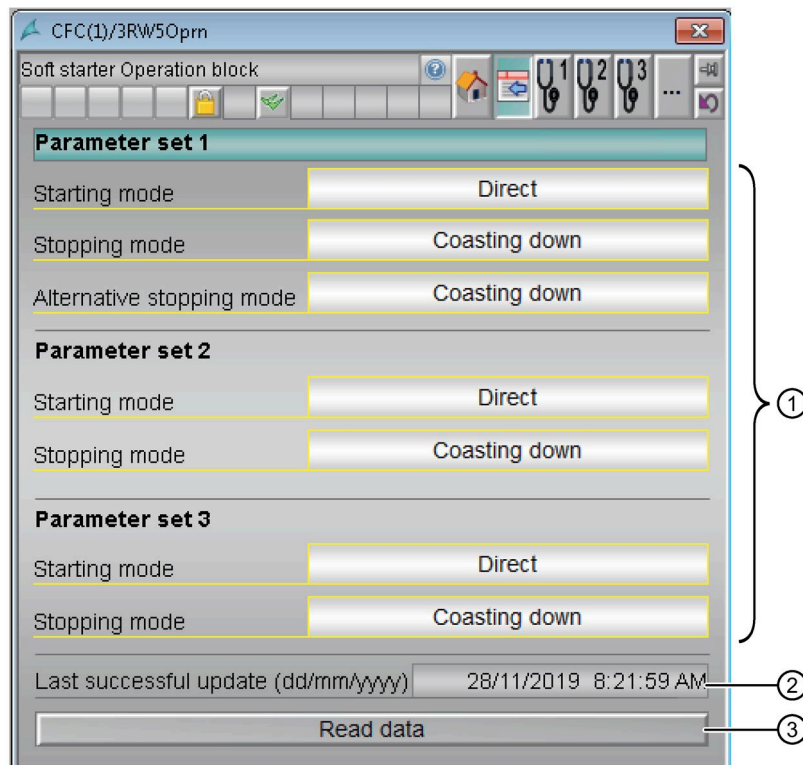 CFC(1)/3RW5Oprn
Soft starter Operation block
1 2 3 ...
Parameter set 1
Starting mode Direct
Stopping mode Coasting down
Alternative stopping mode Coasting down
Parameter set 2
Starting mode Direct
Stopping mode Coasting down
Parameter set 3
Starting mode Direct
Stopping mode Coasting down
1
Last successful update (dd/mm/yyyy) 28/11/2019 8:21:59 AM 2
Read data 3